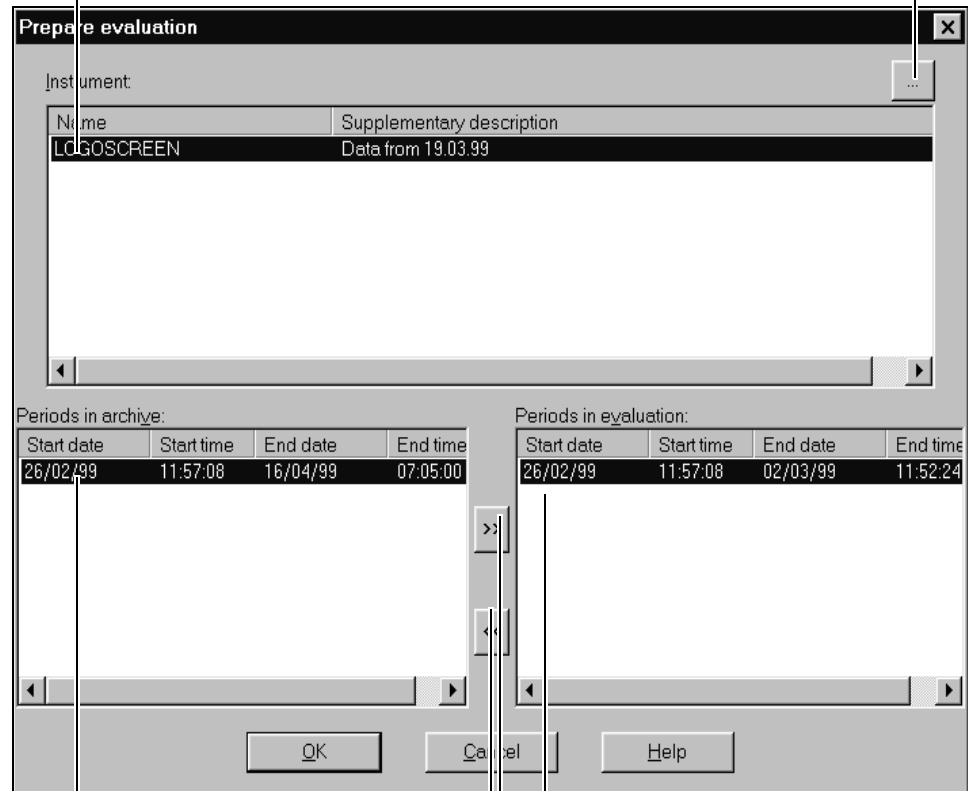 Prepare evaluation
Instrument:
...
Name Supplementary description
LOGOSCREEN Data from 19.03.99
Periods in archive:
Start date Start time End date End time
26/02/99 11:57:08 16/04/99 07:05:00
Periods in evaluation:
Start date Start time End date End time
26/02/99 11:57:08 02/03/99 11:52:24
>>
<<
OK Cancel Help